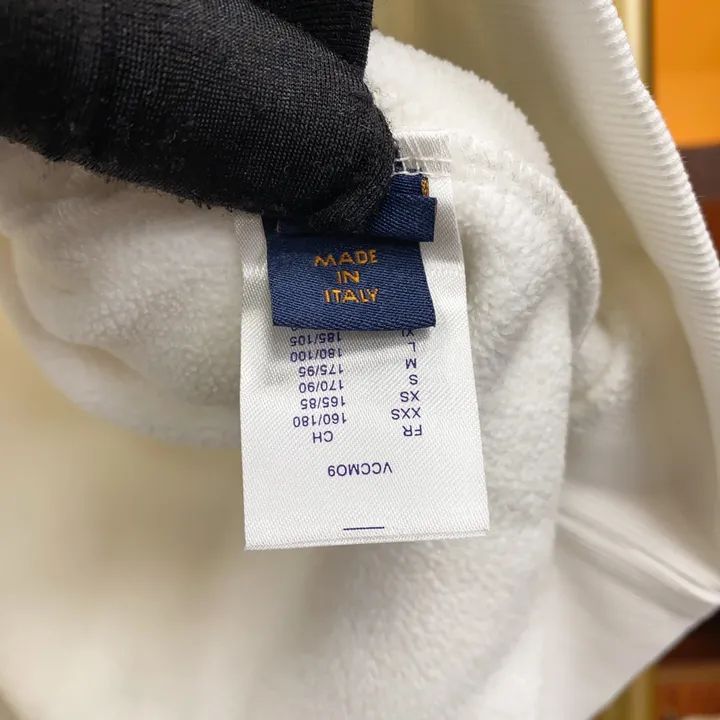 MADE
IN
ITALY
VCCM09
FR CH
XXS 160/180
XS 165/85
S 170/90
M 175/95
L 180/100
XL 185/105